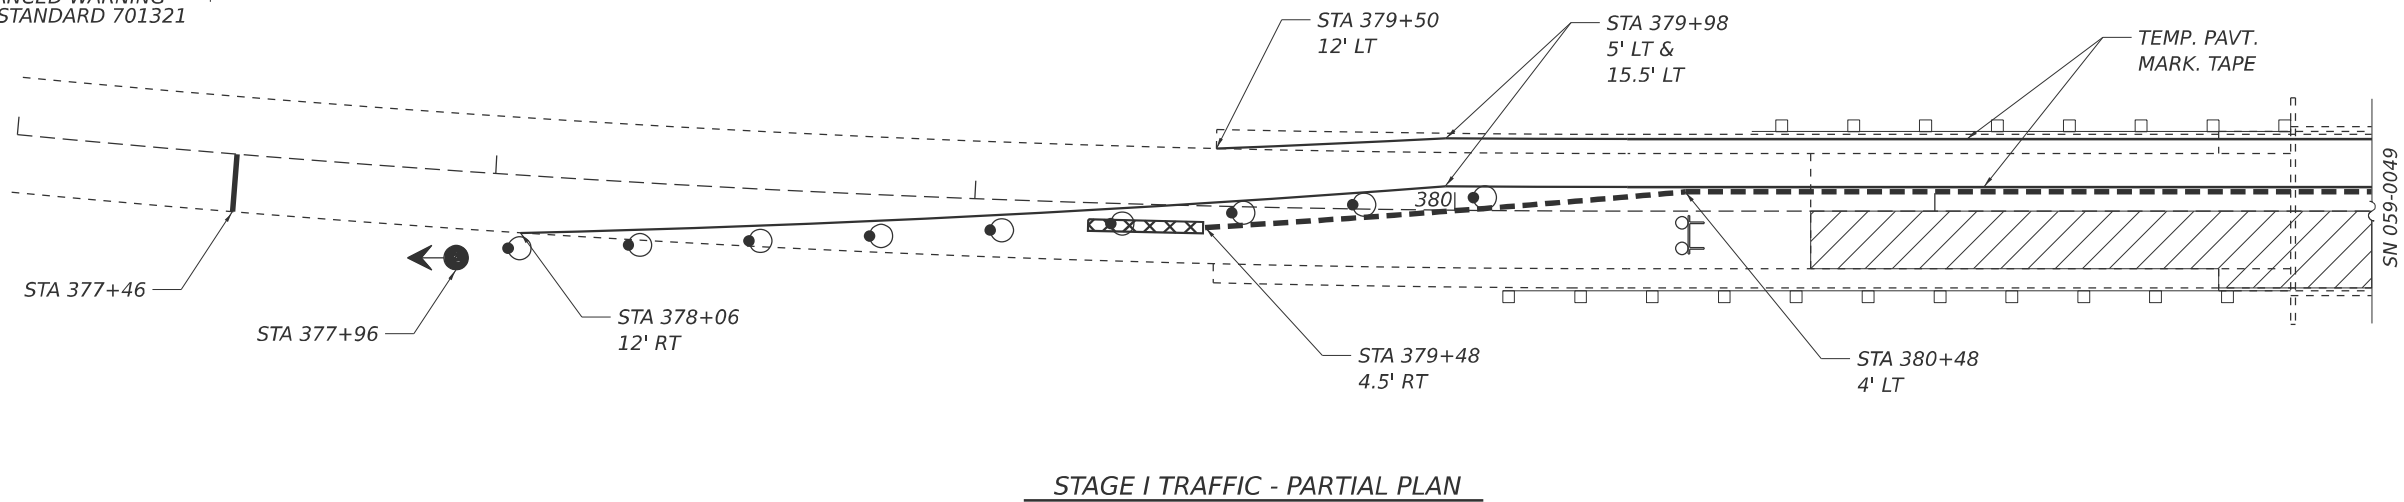 STANDARD 701321
STA 379+50
12' LT
STA 379+98
5' LT &
15.5' LT
TEMP. PAVT.
MARK. TAPE
380
SN 059-0049
STA 377+46
STA 377+96
STA 378+06
12' RT
STA 379+48
4.5' RT
STA 380+48
4' LT
STAGE I TRAFFIC - PARTIAL PLAN